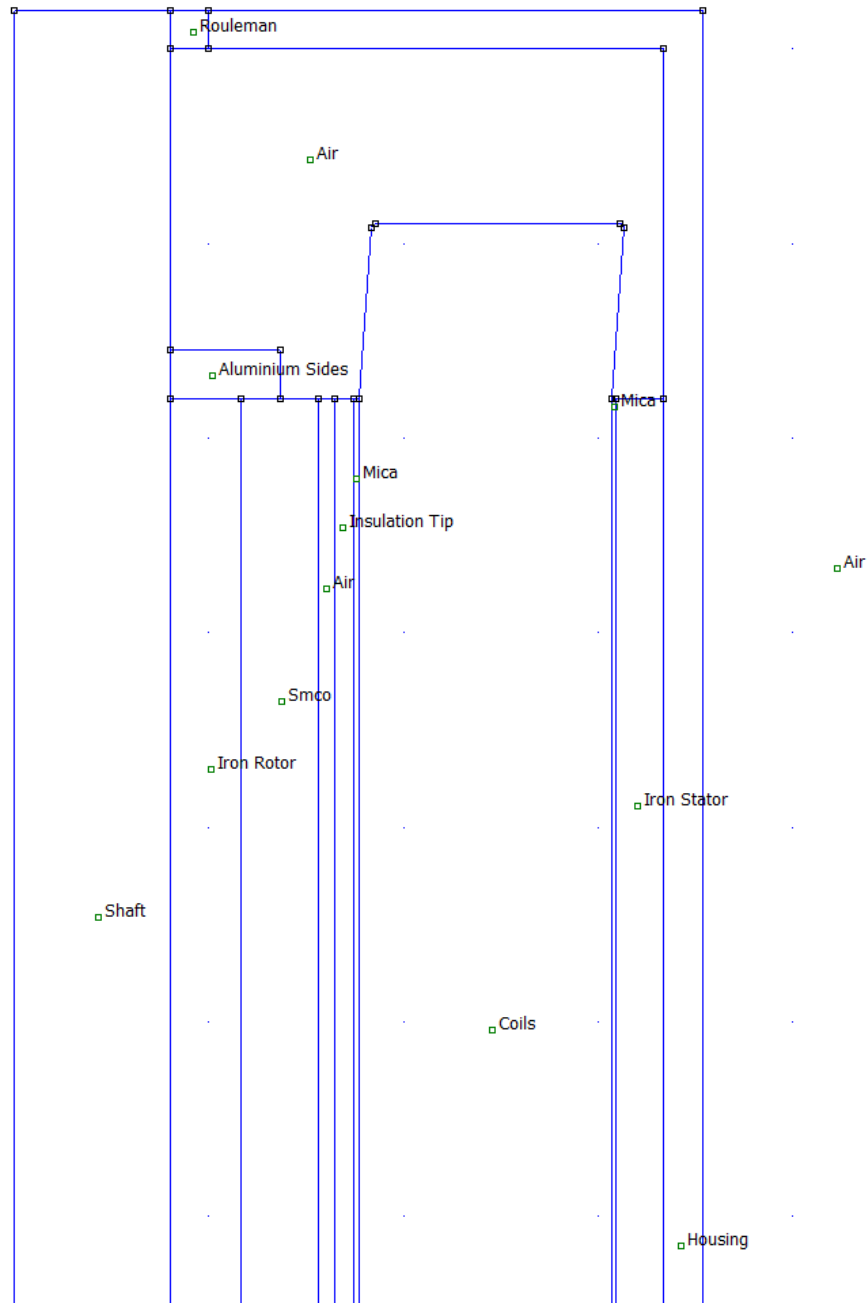 Rouleman
Air
Aluminium Sides
Mica
Mica
Insulation Tip
Air
Air
Smco
Iron Rotor
Iron Stator
Shaft
Coils
Housing